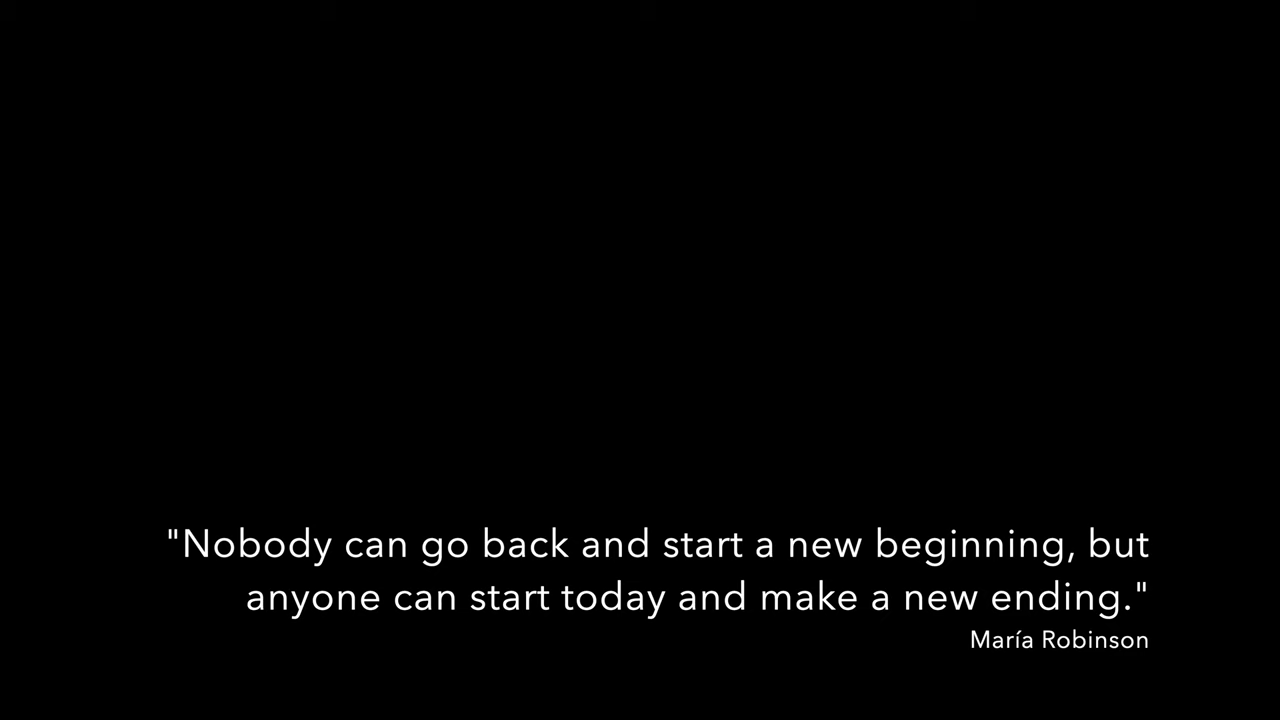 "Nobody can go back and start a new beginning, but
anyone can start today and make a new ending."
María Robinson